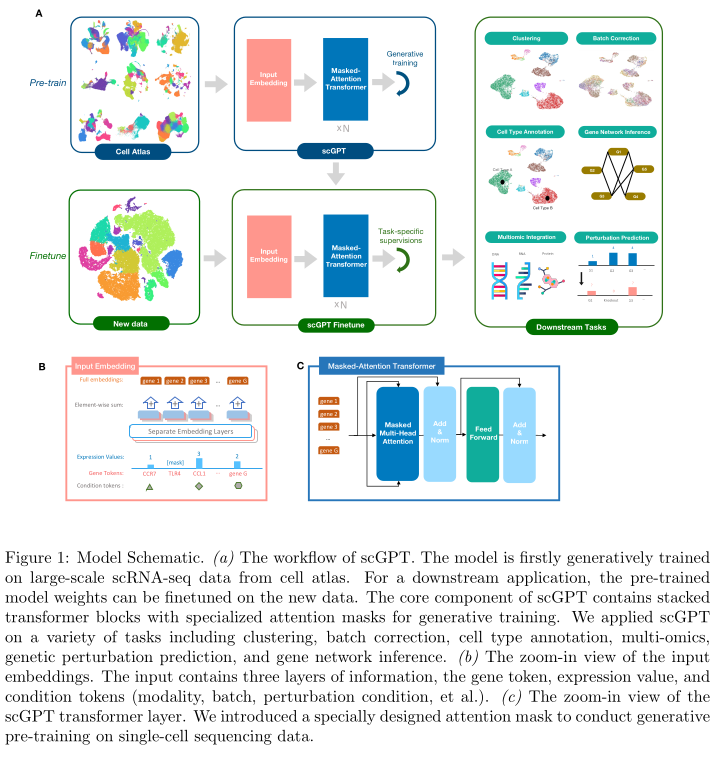 A
Pre-train
Cell Atlas
Input
Embedding
Masked-
Attention
Transformer
xN
Generative
training
scGPT
Finetune
New data
Input
Embedding
Masked-
Attention
Transformer
xN
Task-specific
supervisions
scGPT Finetune
Clustering
Batch Correction
Cell Type Annotation
Gene Network Inference
Cell Type A
Cell Type B
G1
G2
G4
Multiomic Integration
Perturbation Prediction
DNA
RNA
Protein
G1
G2
G3
Downstream Tasks
B
Input Embedding
Full embeddings:
gene 1 gene 2 gene 3 ... gene G
Element-wise sum:
...
Separate Embedding Layers
Expression Values:
1 [mask] 3 2
Gene Tokens:
CCR7 TLR4 CCL1 ... gene G
Condition tokens :
C
Masked-Attention Transformer
gene 1
gene 2
gene 3
...
gene G
Masked
Multi-Head
Attention
Add
&
Norm
Feed
Forward
Add
&
Norm
Figure 1: Model Schematic. (a) The workflow of scGPT. The model is firstly generatively trained
on large-scale scRNA-seq data from cell atlas. For a downstream application, the pre-trained
model weights can be finetuned on the new data. The core component of scGPT contains stacked
transformer blocks with specialized attention masks for generative training. We applied scGPT
on a variety of tasks including clustering, batch correction, cell type annotation, multi-omics,
genetic perturbation prediction, and gene network inference. (b) The zoom-in view of the input
embeddings. The input contains three layers of information, the gene token, expression value, and
condition tokens (modality, batch, perturbation condition, et al.). (c) The zoom-in view of the
scGPT transformer layer. We introduced a specially designed attention mask to conduct generative
pre-training on single-cell sequencing data.